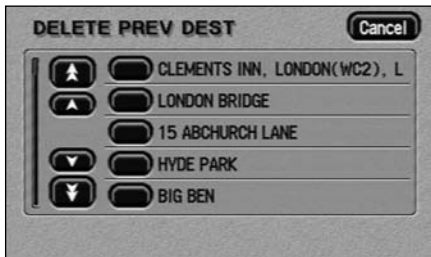 DELETE PREV DEST
Cancel
CLEMENTS INN, LONDON(WC2), L
LONDON BRIDGE
15 ABCHURCH LANE
HYDE PARK
BIG BEN